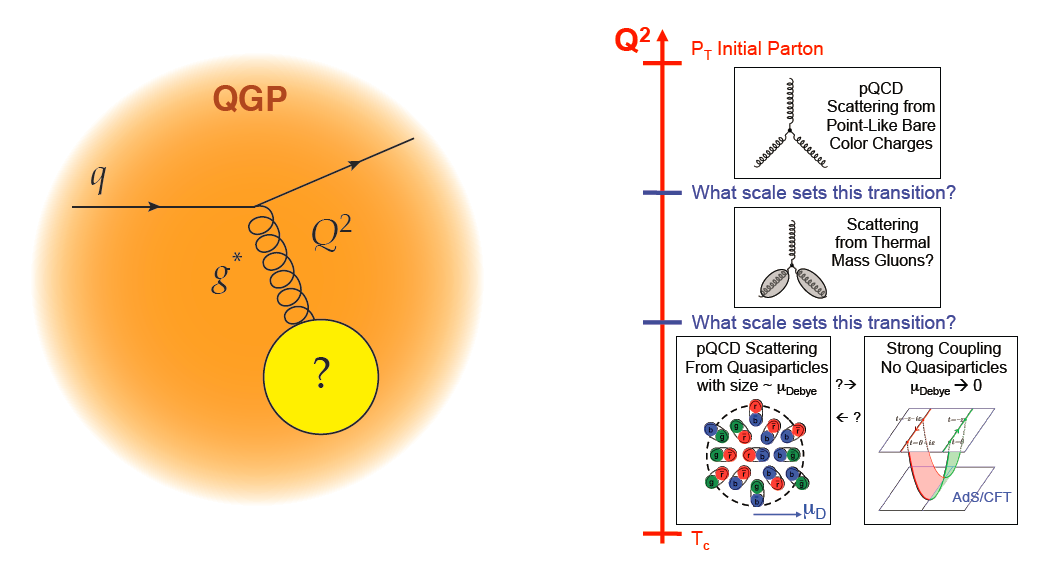 QGP
q
Q²
g*
?
Q²
P_T Initial Parton
pQCD
Scattering from
Point-Like Bare
Color Charges
What scale sets this transition?
Scattering
from Thermal
Mass Gluons?
What scale sets this transition?
pQCD Scattering
From Quasiparticles
with size ~ μ_Debye
?→
← ?
Strong Coupling
No Quasiparticles
μ_Debye → 0
μ_D
AdS/CFT
T_c